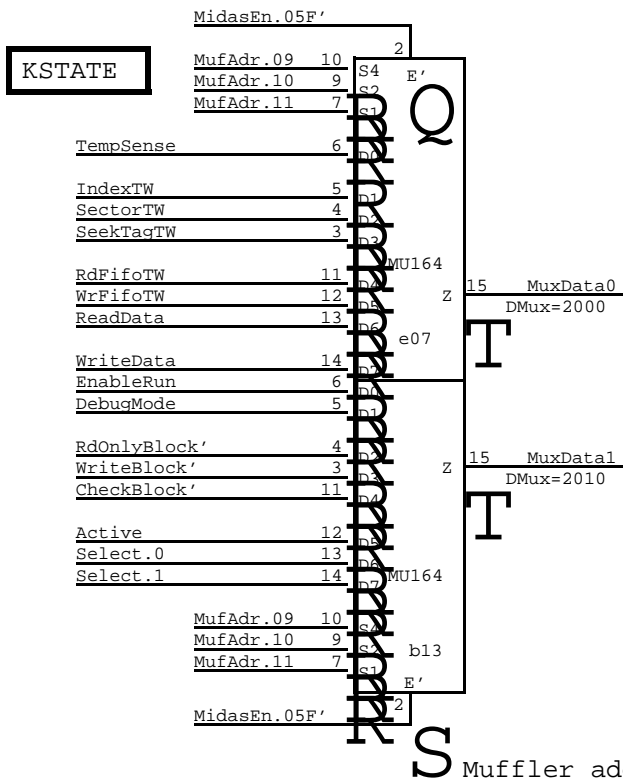 MidasEn.05F’
2
KSTATE
MufAdr.09 10 S4 E’
MufAdr.10 9 S2
MufAdr.11 7 S1
Q
TempSense 6 D0
IndexTW 5 D1
SectorTW 4 D2
SeekTagTW 3 D3
MU164
RdFifoTW 11 D4
WrFifoTW 12 D5
Z 15 MuxData0
DMux=2000
ReadData 13 D6
e07
T
WriteData 14 D7
EnableRun 6 D0
DebugMode 5 D1
RdOnlyBlock’ 4 D2
WriteBlock’ 3 D3
Z 15 MuxData1
DMux=2010
CheckBlock’ 11 D4
T
Active 12 D5
Select.0 13 D6
Select.1 14 D7
MU164
MufAdr.09 10 S4
MufAdr.10 9 S2
b13
MufAdr.11 7 S1
E’
2
MidasEn.05F’
S Muffler ad